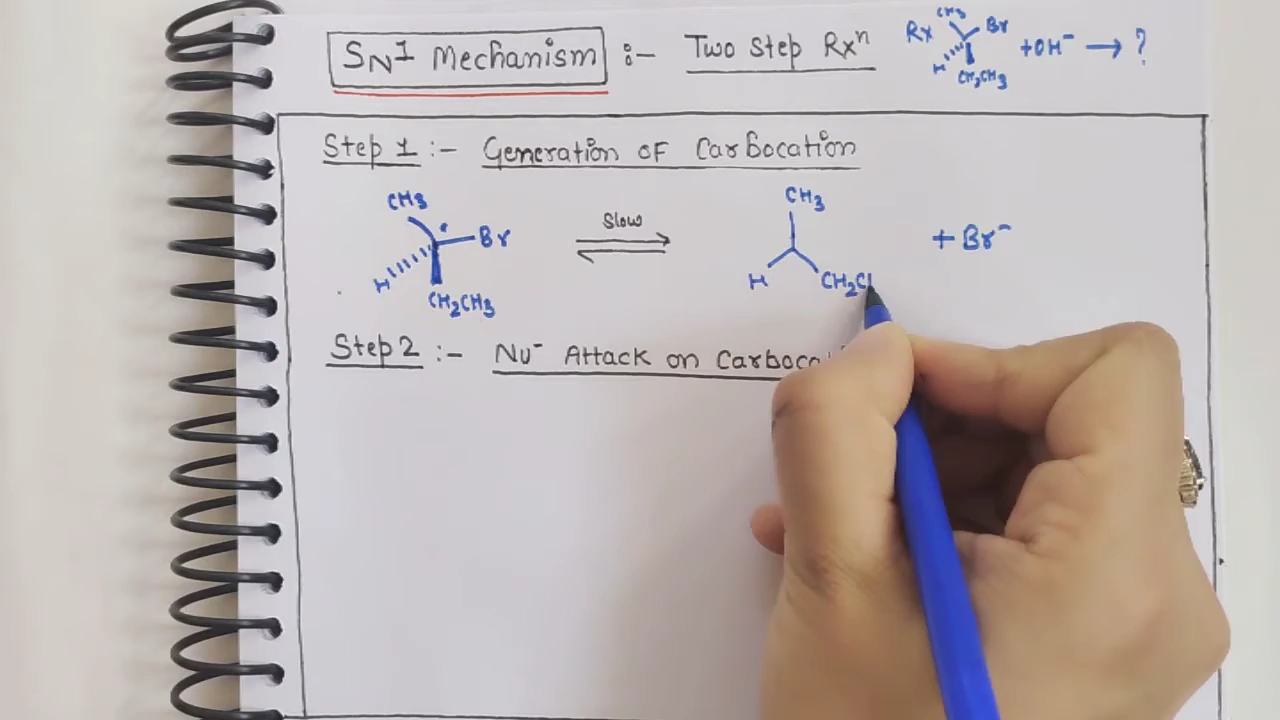 SN1 Mechanism :- Two Step Rxⁿ
Rx CH3 Br H CH2CH3 + OH⁻ → ?
Step 1 :- Generation of Carbocation
CH3
* Br
H
CH2CH3
Slow
CH3
H
+ Br⁻
Step 2 :- Nu⁻ Attack on